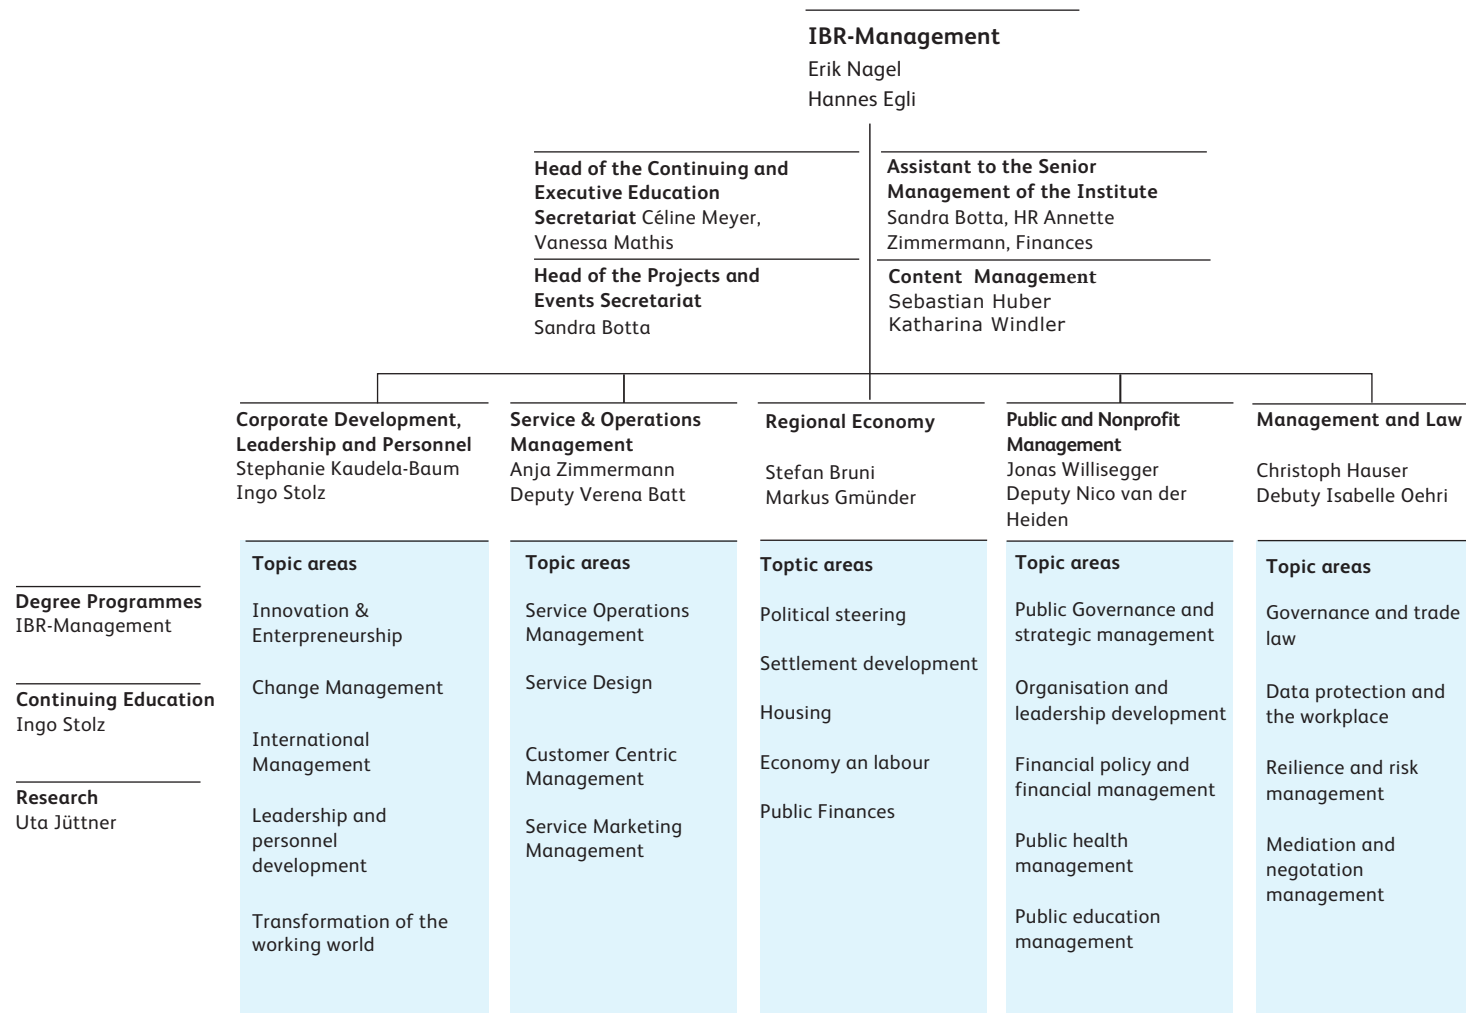 IBR-Management
Erik Nagel
Hannes Egli
Head of the Continuing and
Executive Education
Secretariat Céline Meyer,
Vanessa Mathis
Assistant to the Senior
Management of the Institute
Sandra Botta, HR Annette
Zimmermann, Finances
Head of the Projects and
Events Secretariat
Sandra Botta
Content Management
Sebastian Huber
Katharina Windler
Corporate Development,
Leadership and Personnel
Stephanie Kaudela-Baum
Ingo Stolz
Service & Operations
Management
Anja Zimmermann
Deputy Verena Batt
Regional Economy
Stefan Bruni
Markus Gmünder
Public and Nonprofit
Management
Jonas Willisegger
Deputy Nico van der
Heiden
Management and Law
Christoph Hauser
Debuty Isabelle Oehri
Degree Programmes
IBR-Management
Continuing Education
Ingo Stolz
Research
Uta Jüttner
Topic areas
Innovation &
Enterpreneurship
Change Management
International
Management
Leadership and
personnel
development
Transformation of the
working world
Topic areas
Service Operations
Management
Service Design
Customer Centric
Management
Service Marketing
Management
Toptic areas
Political steering
Settlement development
Housing
Economy an labour
Public Finances
Topic areas
Public Governance and
strategic management
Organisation and
leadership development
Financial policy and
financial management
Public health
management
Public education
management
Topic areas
Governance and trade
law
Data protection and
the workplace
Reilience and risk
management
Mediation and
negotation
management